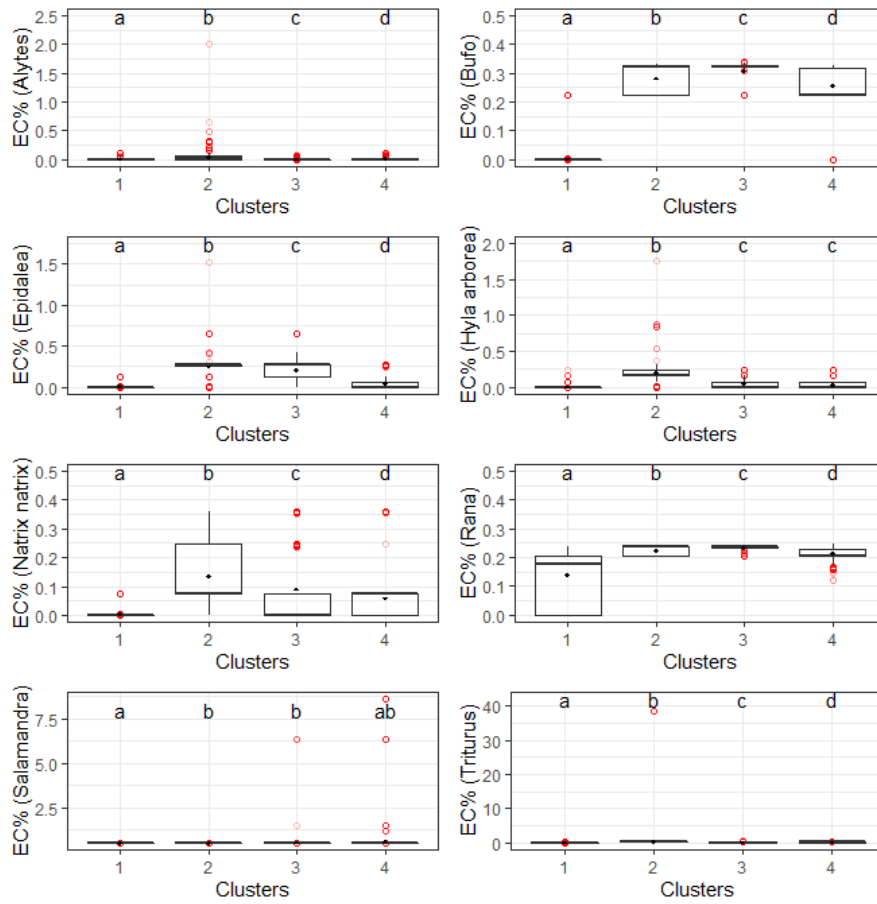 EC% (Alytes)
2.5
2.0
1.5
1.0
0.5
0.0
a b c d
1 2 3 4
Clusters
EC% (Bufo)
0.5
0.4
0.3
0.2
0.1
0.0
a b c d
1 2 3 4
Clusters
EC% (Epidalea)
1.5
1.0
0.5
0.0
a b c d
1 2 3 4
Clusters
EC% (Hyla arborea)
2.0
1.5
1.0
0.5
0.0
a b c c
1 2 3 4
Clusters
EC% (Natrix natrix)
0.5
0.4
0.3
0.2
0.1
0.0
a b c d
1 2 3 4
Clusters
EC% (Rana)
0.5
0.4
0.3
0.2
0.1
0.0
a b c d
1 2 3 4
Clusters
EC% (Salamandra)
7.5
5.0
2.5
a b b ab
1 2 3 4
Clusters
EC% (Triturus)
40
30
20
10
0
a b c d
1 2 3 4
Clusters